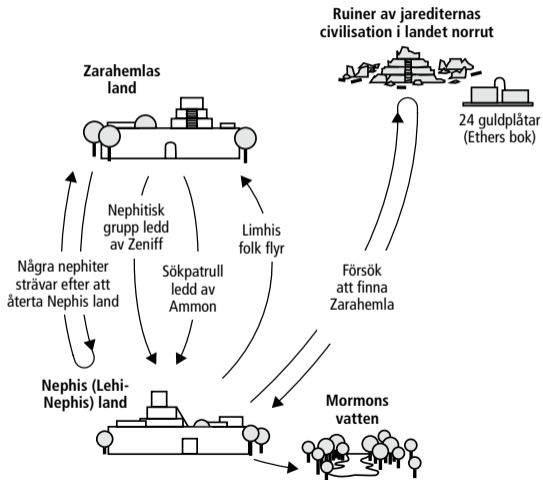 Ruiner av jarediternas
civilisation i landet norrut
Zarahemlas
land
24 guldplåtar
(Ethers bok)
Nephitisk
grupp ledd
av Zeniff
Limhis
folk flyr
Några nephiter
strävar efter att
återta Nephis land
Sökpatrull
ledd av
Ammon
Försök
att finna
Zarahemla
Nephis (Lehi-
Nephis) land
Mormons
vatten